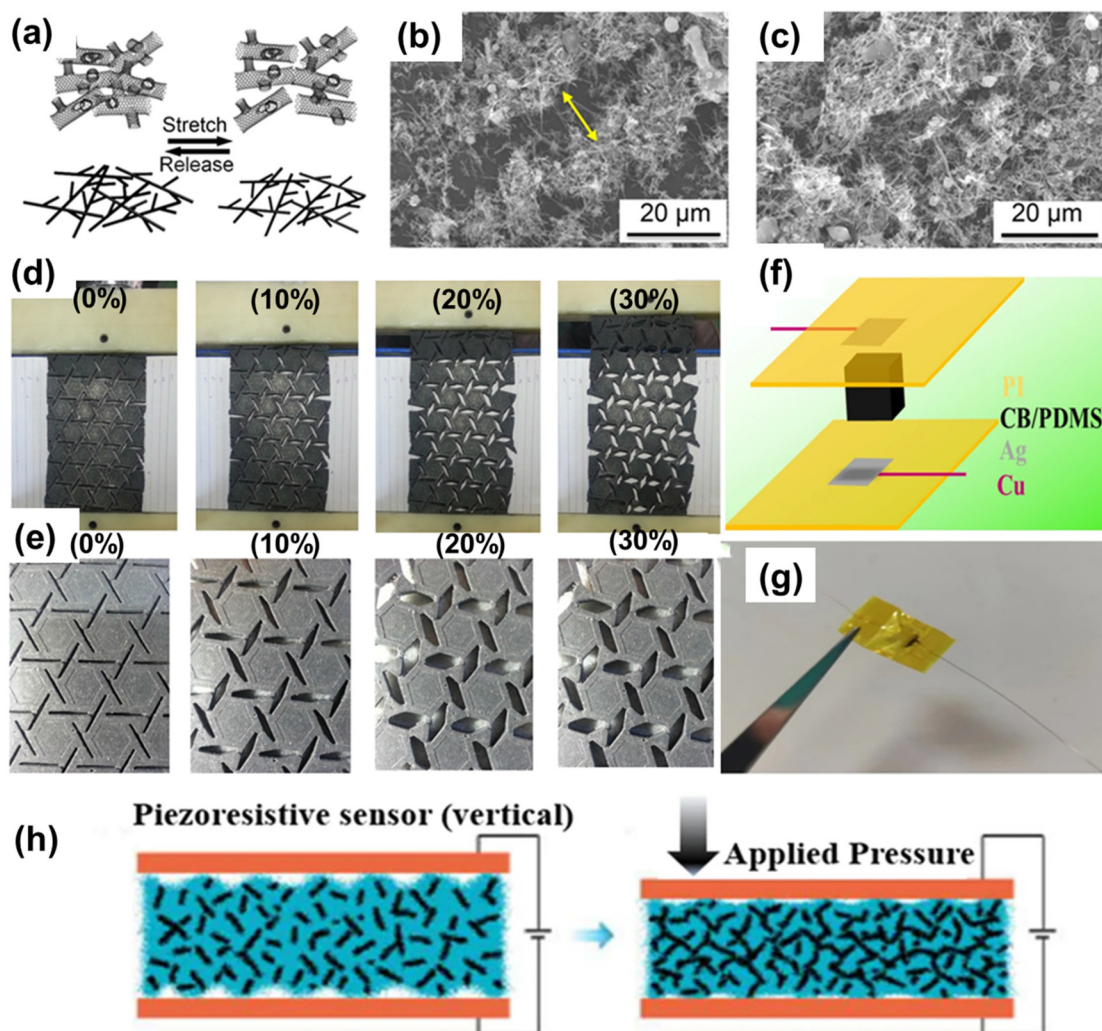 (a)
Stretch
Release
(b)
20 µm
(c)
20 µm
(d)
(0%)
(10%)
(20%)
(30%)
(e)
(0%)
(10%)
(20%)
(30%)
(f)
PI
CB/PDMS
Ag
Cu
(g)
(h)
Piezoresistive sensor (vertical)
Applied Pressure